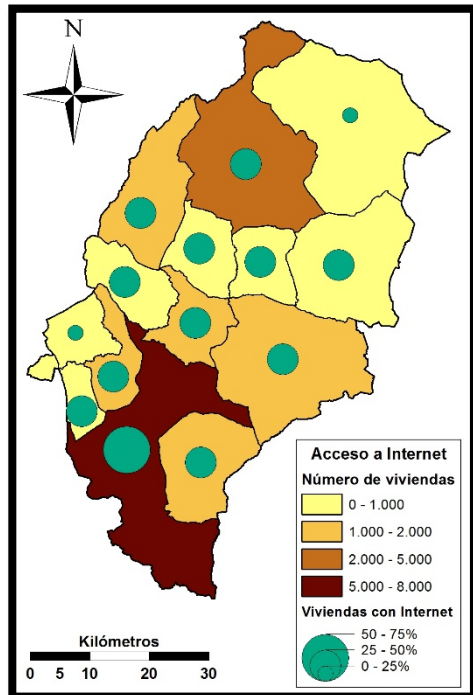 N
Acceso a Internet
Número de viviendas
0 - 1.000
1.000 - 2.000
2.000 - 5.000
5.000 - 8.000
Viviendas con Internet
50 - 75%
25 - 50%
0 - 25%
Kilómetros
0 5 10 20 30